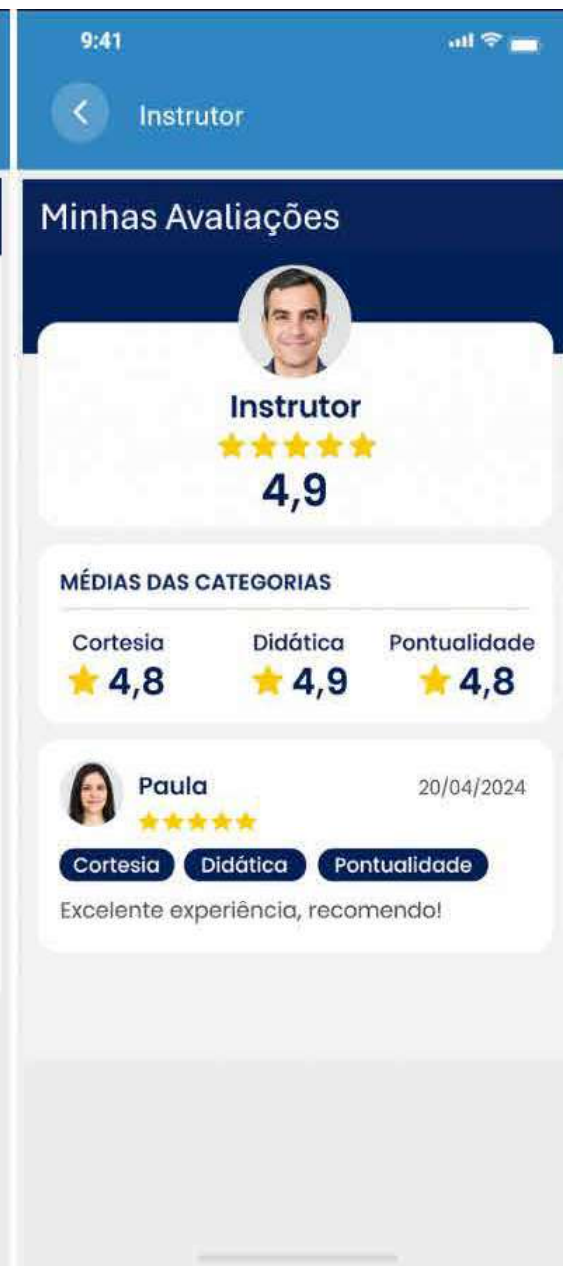 9:41
Instrutor
Minhas Avaliações
Instrutor
4,9
MÉDIAS DAS CATEGORIAS
Cortesia Didática Pontualidade
4,8 4,9 4,8
Paula 20/04/2024
Cortesia Didática Pontualidade
Excelente experiência, recomendo!